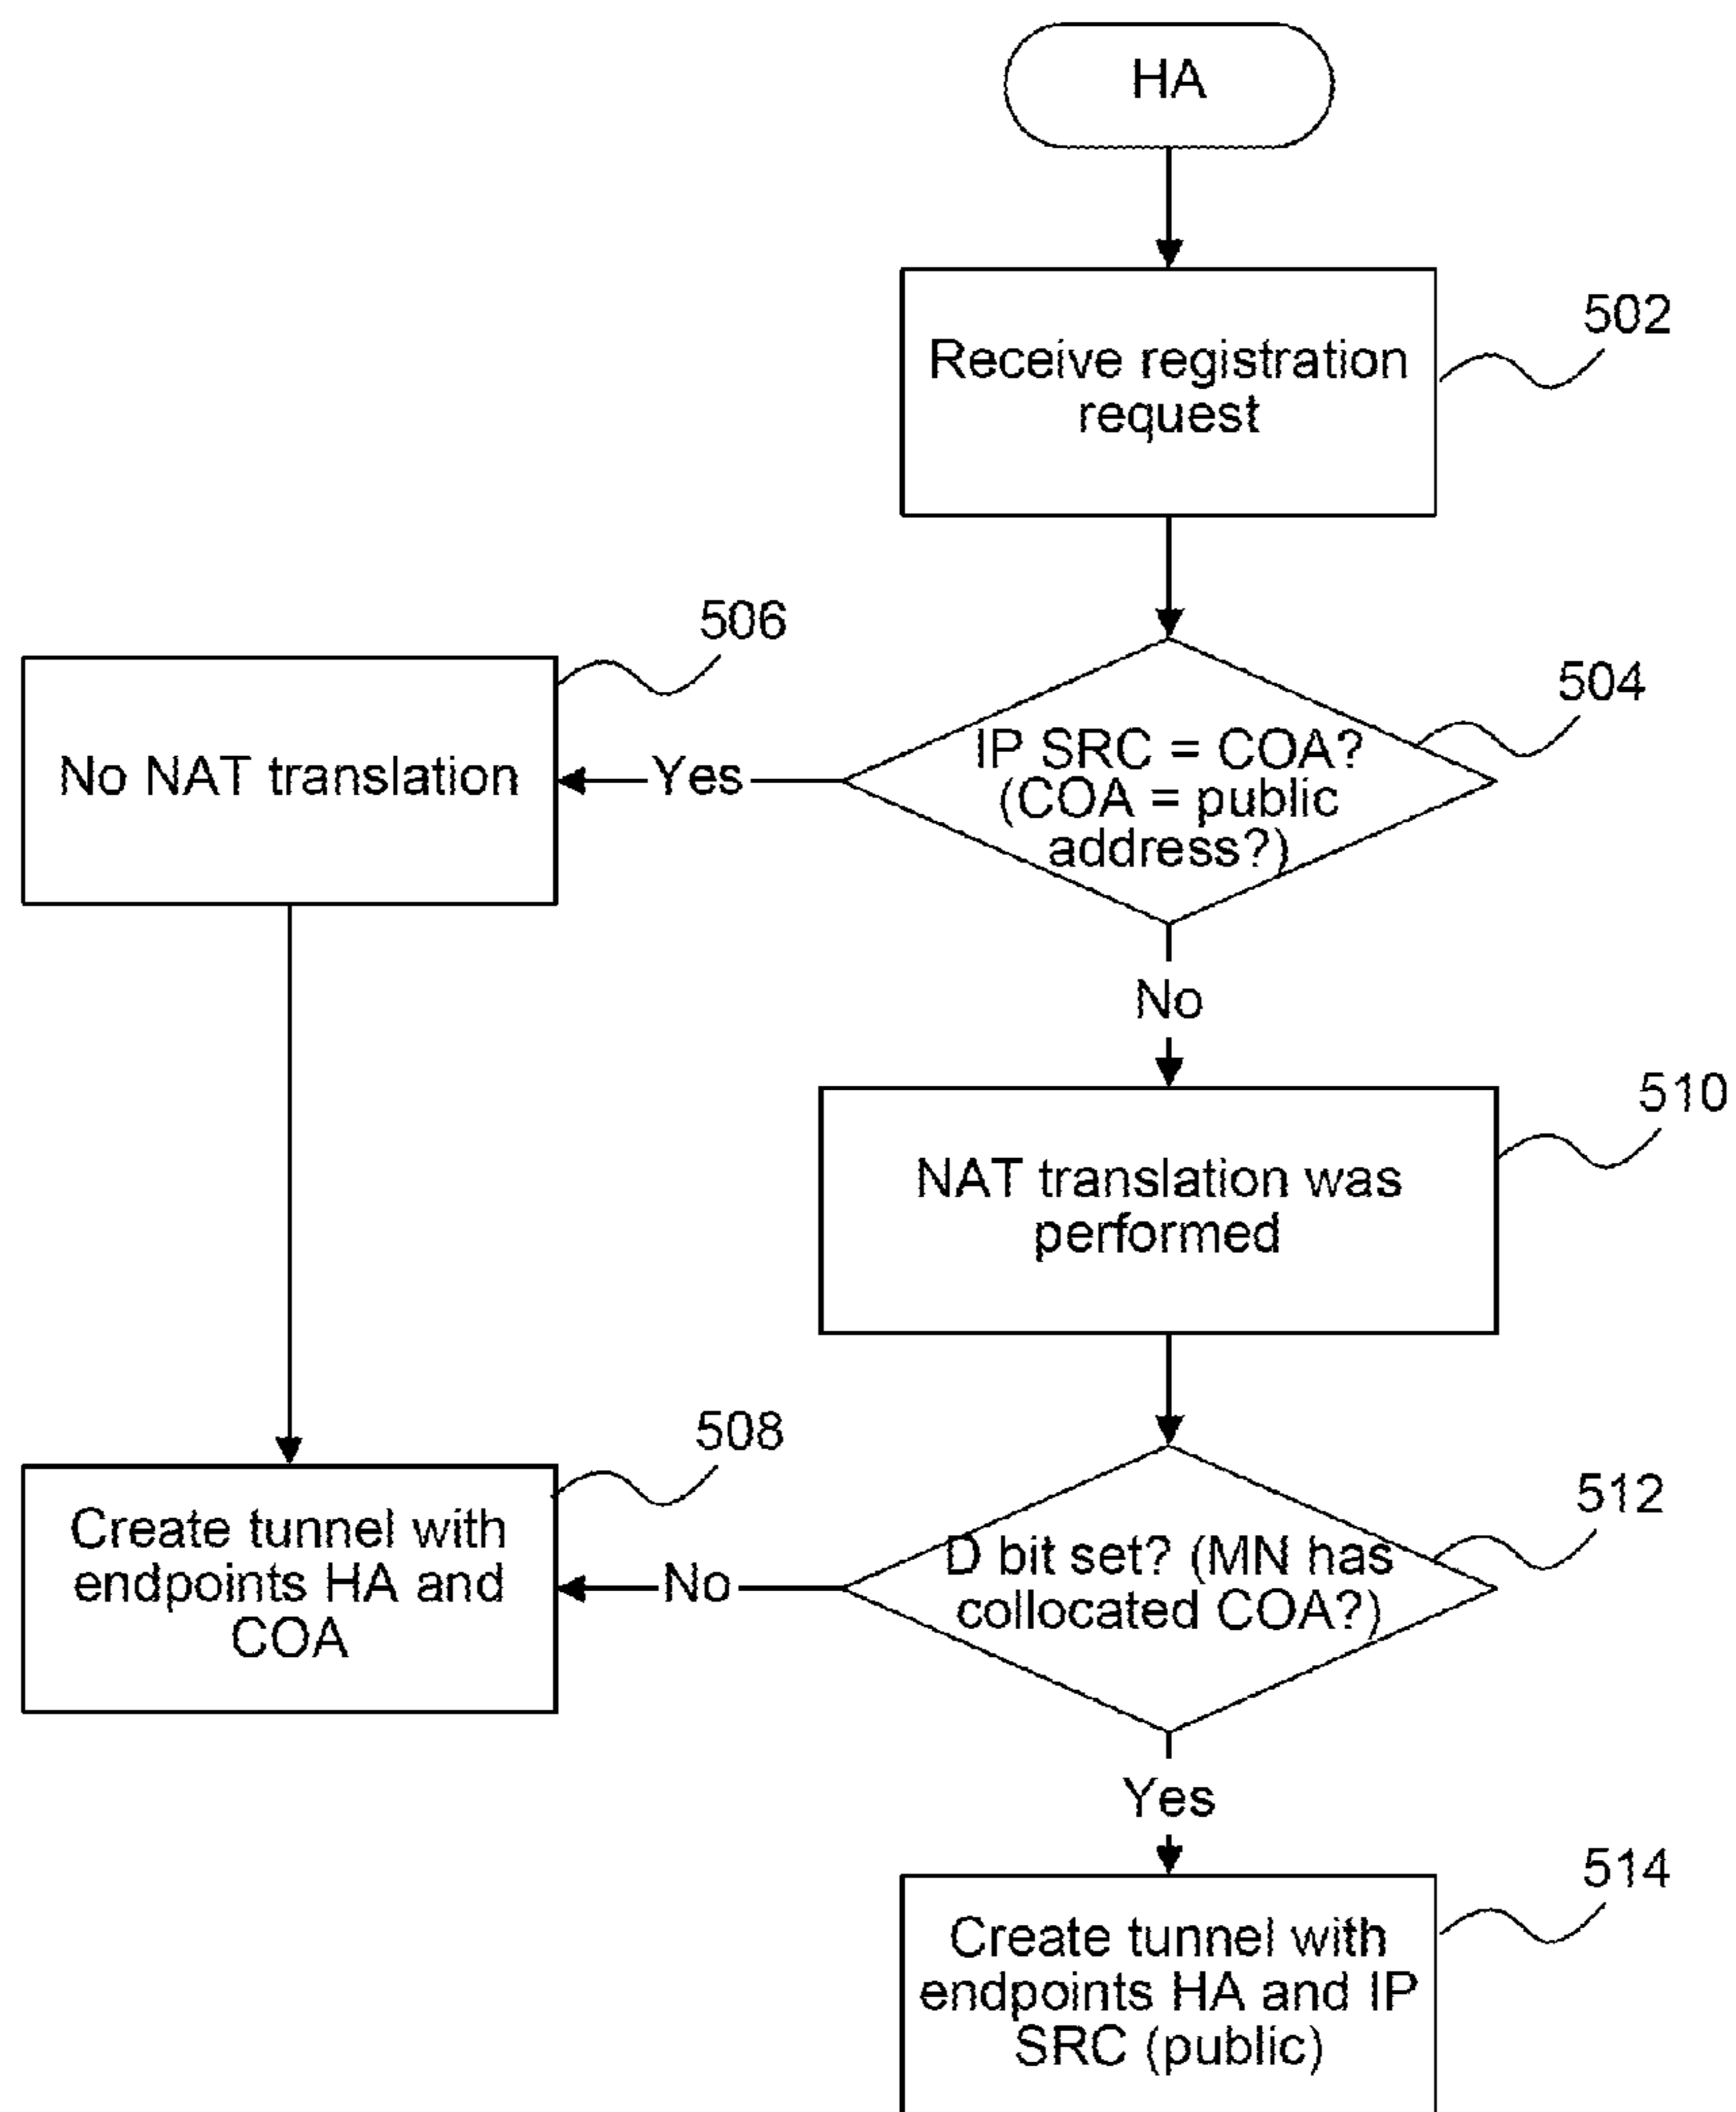 HA
Receive registration
request
502
IP SRC = COA?
(COA = public
address?)
504
Yes
506
No NAT translation
No
NAT translation was
performed
510
508
Create tunnel with
endpoints HA and
COA
No
D bit set? (MN has
collocated COA?)
512
Yes
514
Create tunnel with
endpoints HA and IP
SRC (public)